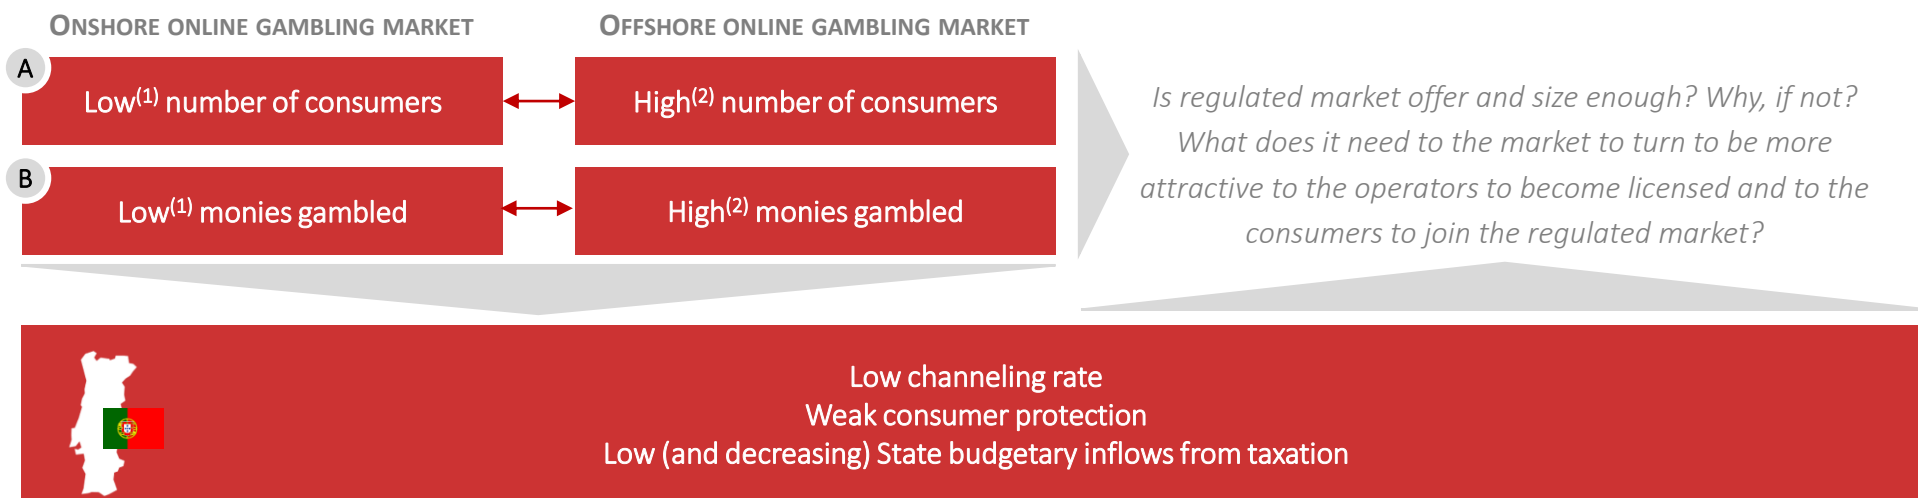 ONSHORE ONLINE GAMBLING MARKET
OFFSHORE ONLINE GAMBLING MARKET
A
Low(1) number of consumers
High(2) number of consumers
B
Low(1) monies gambled
High(2) monies gambled
Is regulated market offer and size enough? Why, if not?
What does it need to the market to turn to be more
attractive to the operators to become licensed and to the
consumers to join the regulated market?
Low channeling rate
Weak consumer protection
Low (and decreasing) State budgetary inflows from taxation